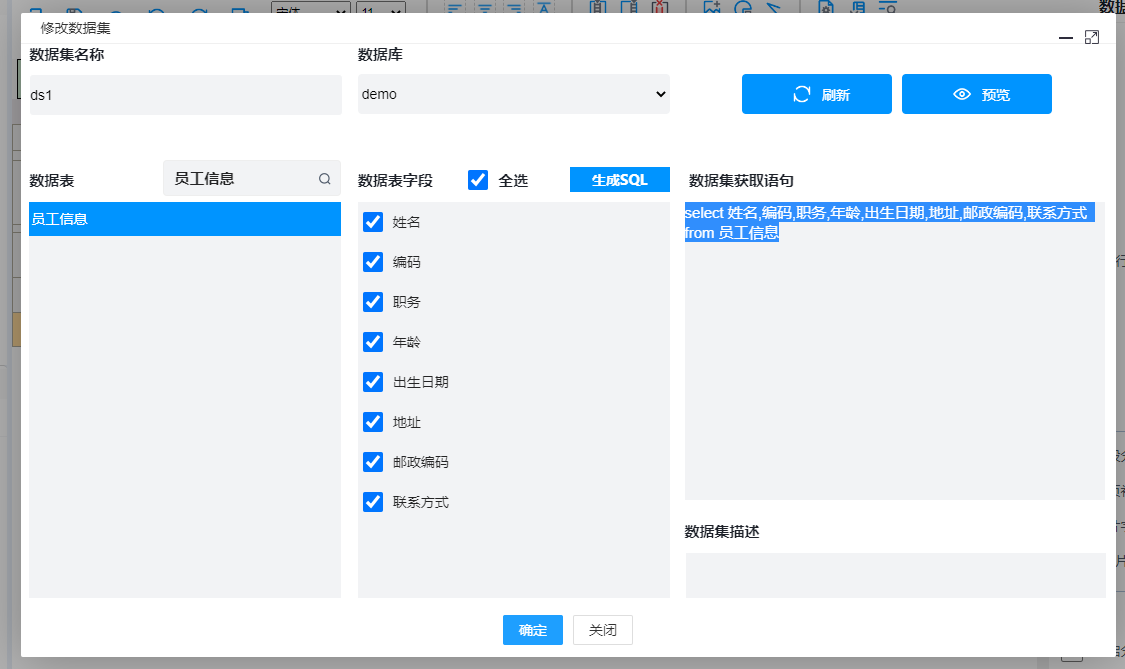 宋体 11
修改数据集
数据集名称 数据库
ds1 demo 刷新 预览
数据表 员工信息 数据表字段 全选 生成SQL 数据集获取语句
员工信息
姓名
编码
职务
年龄
出生日期
地址
邮政编码
联系方式
select 姓名,编码,职务,年龄,出生日期,地址,邮政编码,联系方式
from 员工信息
数据集描述
确定 关闭